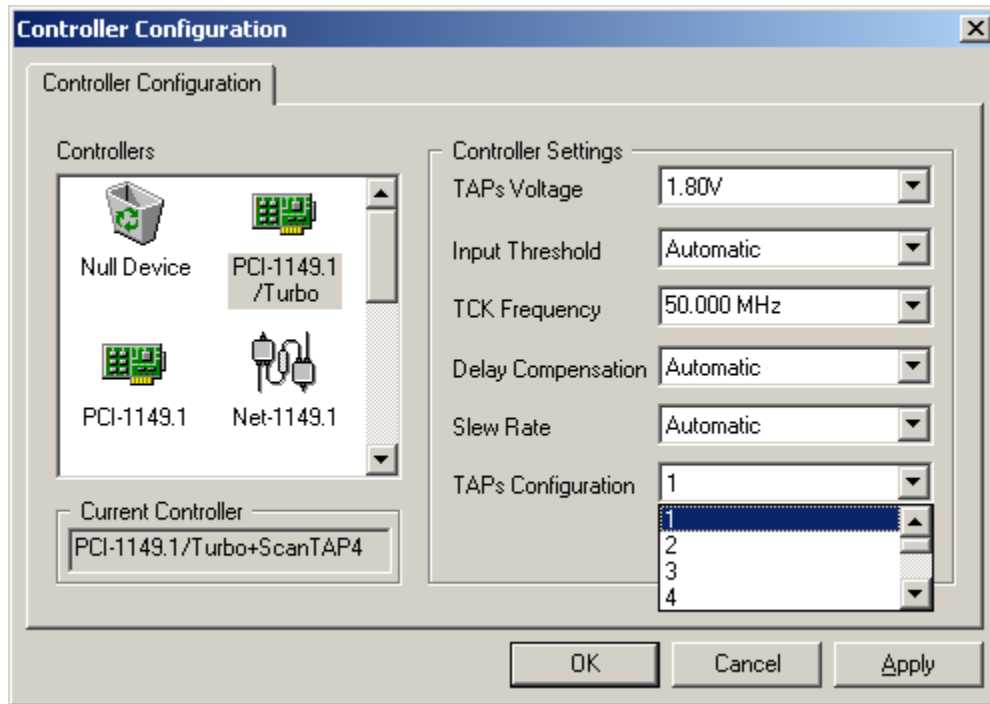 Controller Configuration
Controller Configuration
Controllers
Null Device
PCI-1149.1
/Turbo
PCI-1149.1
Net-1149.1
Current Controller
PCI-1149.1/Turbo+ScanTAP4
Controller Settings
TAPs Voltage 1.80V
Input Threshold Automatic
TCK Frequency 50.000 MHz
Delay Compensation Automatic
Slew Rate Automatic
TAPs Configuration 1
1
2
3
4
OK Cancel Apply